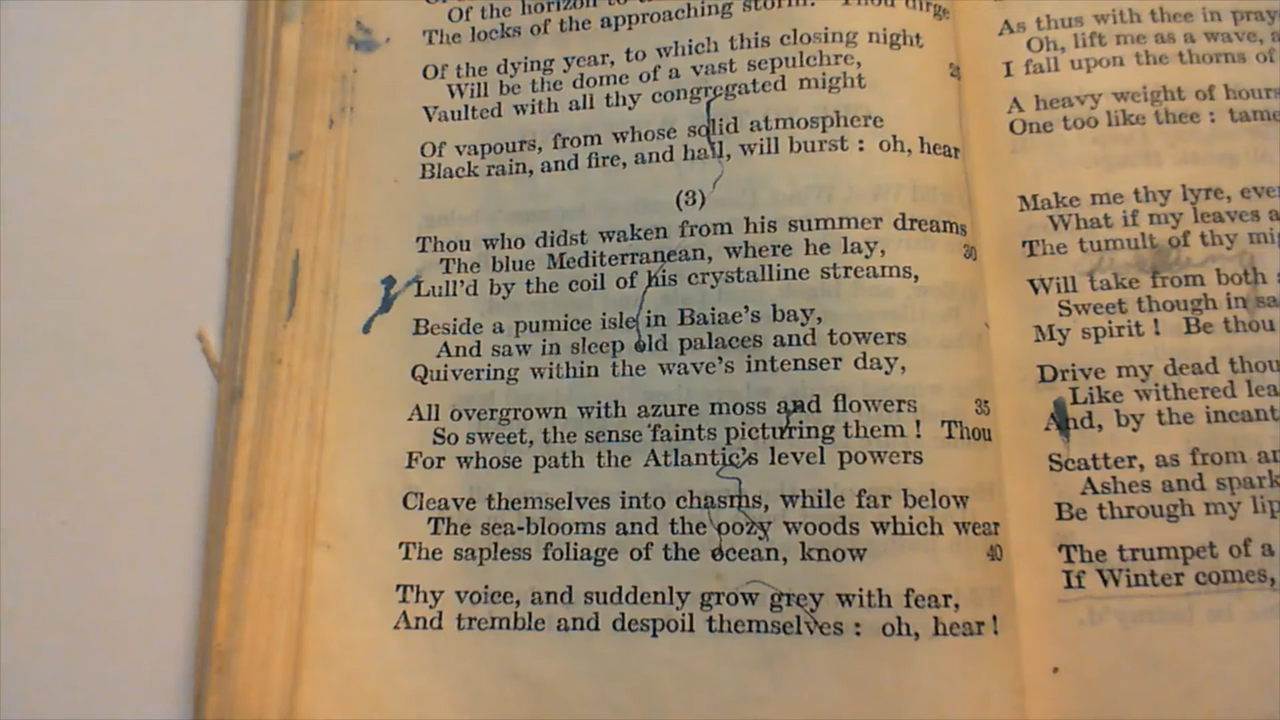 Of the horizon to
The locks of the approaching storm. Thou dirge
Of the dying year, to which this closing night
Will be the dome of a vast sepulchre,
Vaulted with all thy congregated might
Of vapours, from whose solid atmosphere
Black rain, and fire, and hail, will burst : oh, hear
(3)
Thou who didst waken from his summer dreams
The blue Mediterranean, where he lay, 30
Lull'd by the coil of his crystalline streams,
Beside a pumice isle in Baiae's bay,
And saw in sleep old palaces and towers
Quivering within the wave's intenser day,
All overgrown with azure moss and flowers 35
So sweet, the sense faints picturing them ! Thou
For whose path the Atlantic's level powers
Cleave themselves into chasms, while far below
The sea-blooms and the oozy woods which wear
The sapless foliage of the ocean, know 40
Thy voice, and suddenly grow grey with fear,
And tremble and despoil themselves : oh, hear !
As thus with thee in
Oh, lift me as a wave,
I fall upon the thorns of
A heavy weight of hours
One too like thee : tame
Make me thy lyre,
What if my leaves
The tumult of thy
Will take from both
Sweet though in
My spirit ! Be thou
Drive my dead
Like withered
And, by the
Scatter, as from
Ashes and
Be through my
The trumpet of a
If Winter comes,